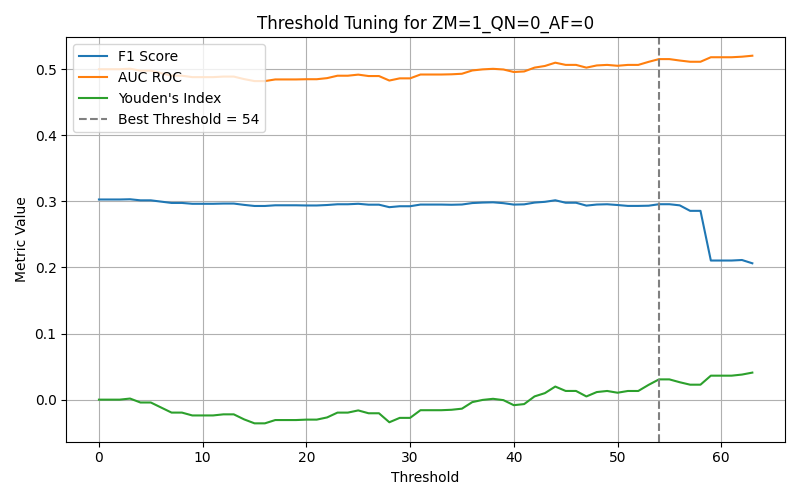 Threshold Tuning for ZM=1_QN=0_AF=0
F1 Score
AUC ROC
Youden's Index
Best Threshold = 54
Metric Value
0.5
0.4
0.3
0.2
0.1
0.0
0 10 20 30 40 50 60
Threshold